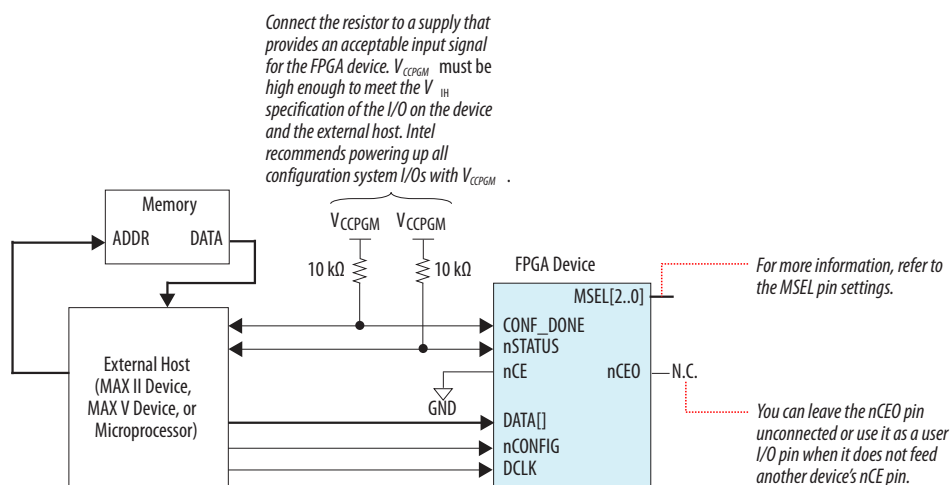 Connect the resistor to a supply that
provides an acceptable input signal
for the FPGA device. VCCPGM must be
high enough to meet the VIH
specification of the I/O on the device
and the external host. Intel
recommends powering up all
configuration system I/Os with VCCPGM .
Memory
ADDR DATA
VCCPGM VCCPGM
10 kΩ 10 kΩ
FPGA Device
MSEL[2..0]
For more information, refer to
the MSEL pin settings.
CONF_DONE
nSTATUS
nCE nCEO N.C.
GND
External Host
(MAX II Device,
MAX V Device, or
Microprocessor)
DATA[]
nCONFIG
DCLK
You can leave the nCEO pin
unconnected or use it as a user
I/O pin when it does not feed
another device's nCE pin.